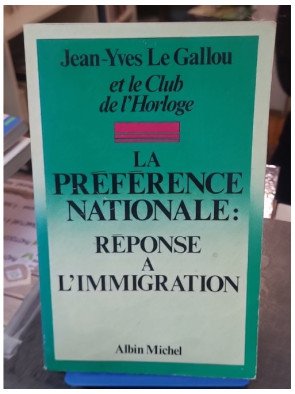 Jean-Yves Le Gallou
et le Club
de l'Horloge
LA
PRÉFÉRENCE
NATIONALE:
RÉPONSE
A
L'IMMIGRATION
Albin Michel